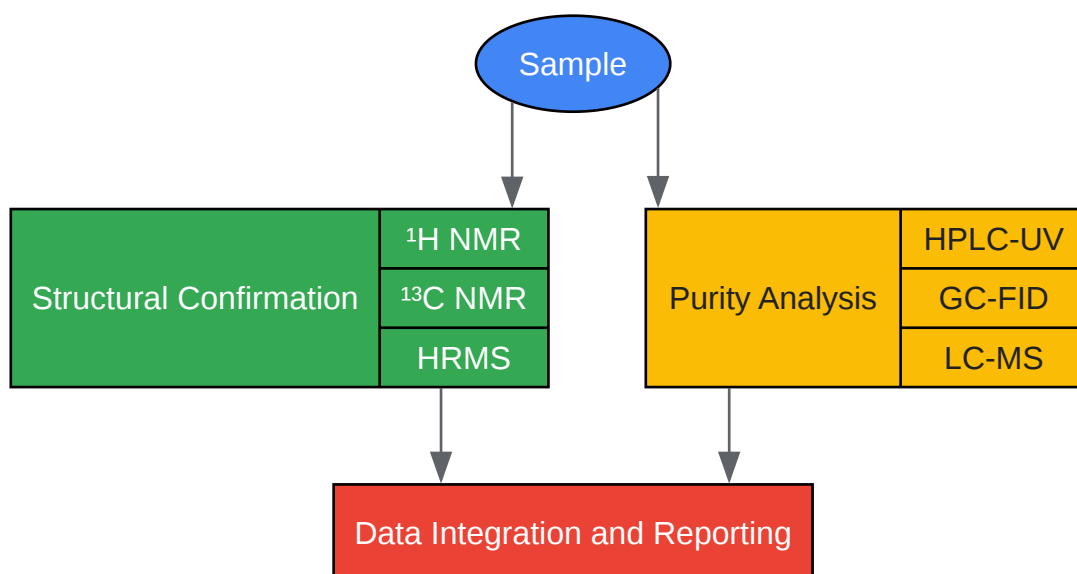 Sample
Structural Confirmation
¹H NMR
¹³C NMR
HRMS
Purity Analysis
HPLC-UV
GC-FID
LC-MS
Data Integration and Reporting